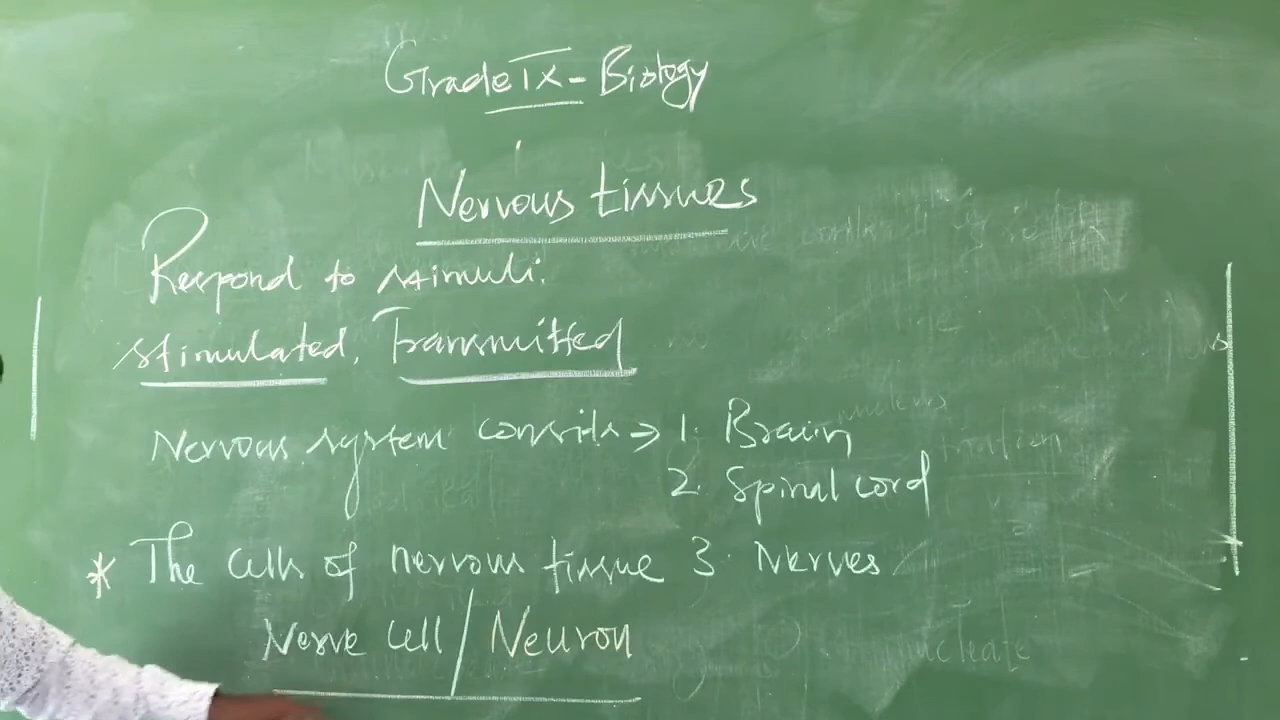 Grade IX - Biology
Nervous tissues
Respond to stimuli.
stimulated, Transmitted
Nervous system consits → 1. Brain
2. Spinal cord
* The cells of nervous tissue 3. Nerves
Nerve cell / Neuron